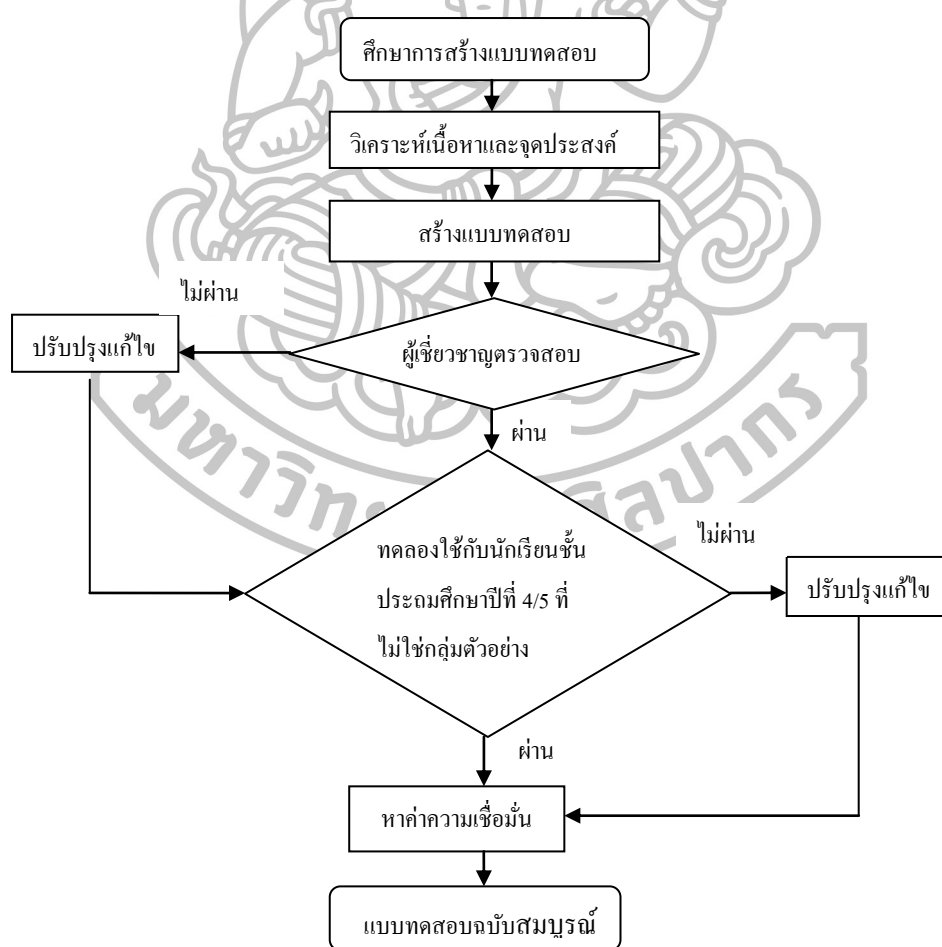 ศึกษาการสร้างแบบทดสอบ
วิเคราะห์เนื้อหาและจุดประสงค์
สร้างแบบทดสอบ
ไม่ผ่าน
ปรับปรุงแก้ไข
ผู้เชี่ยวชาญตรวจสอบ
ผ่าน
ทดลองใช้กับนักเรียนชั้น
ประถมศึกษาปีที่ 4/5 ที่
ไม่ใช่กลุ่มตัวอย่าง
ไม่ผ่าน
ปรับปรุงแก้ไข
ผ่าน
หาค่าความเชื่อมั่น
แบบทดสอบฉบับสมบูรณ์